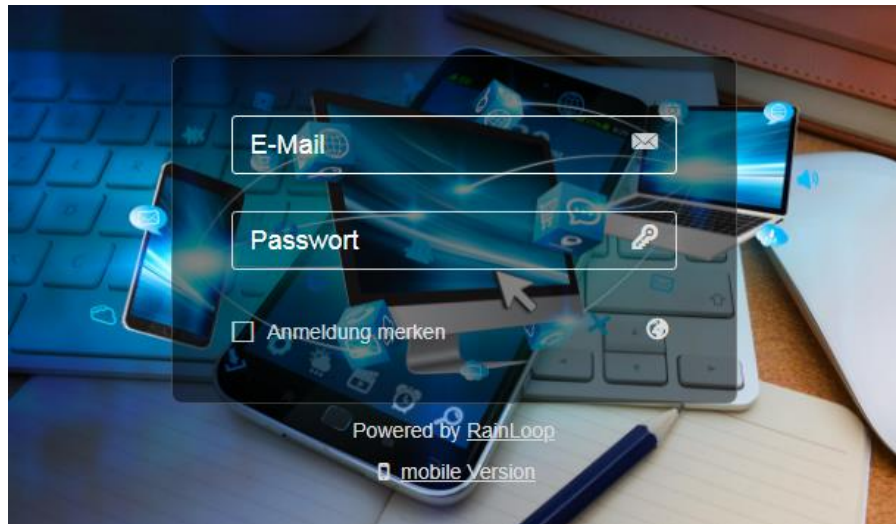 E-Mail
Passwort
Anmeldung merken
Powered by RainLoop
mobile Version